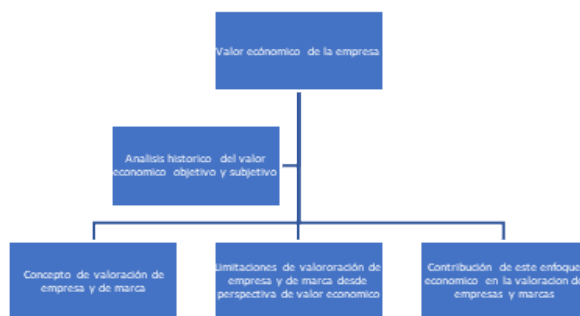 Valor ecónomico de la empresa
Analisis historico del valor
economico objetivo y subjetivo
Concepto de valoración de
empresa y de marca
Limitaciones de valororación de
empresa y de marca desde
perspectiva de valor economico
Contribución de este enfoque
economico en la valoracion de
empresas y marcas